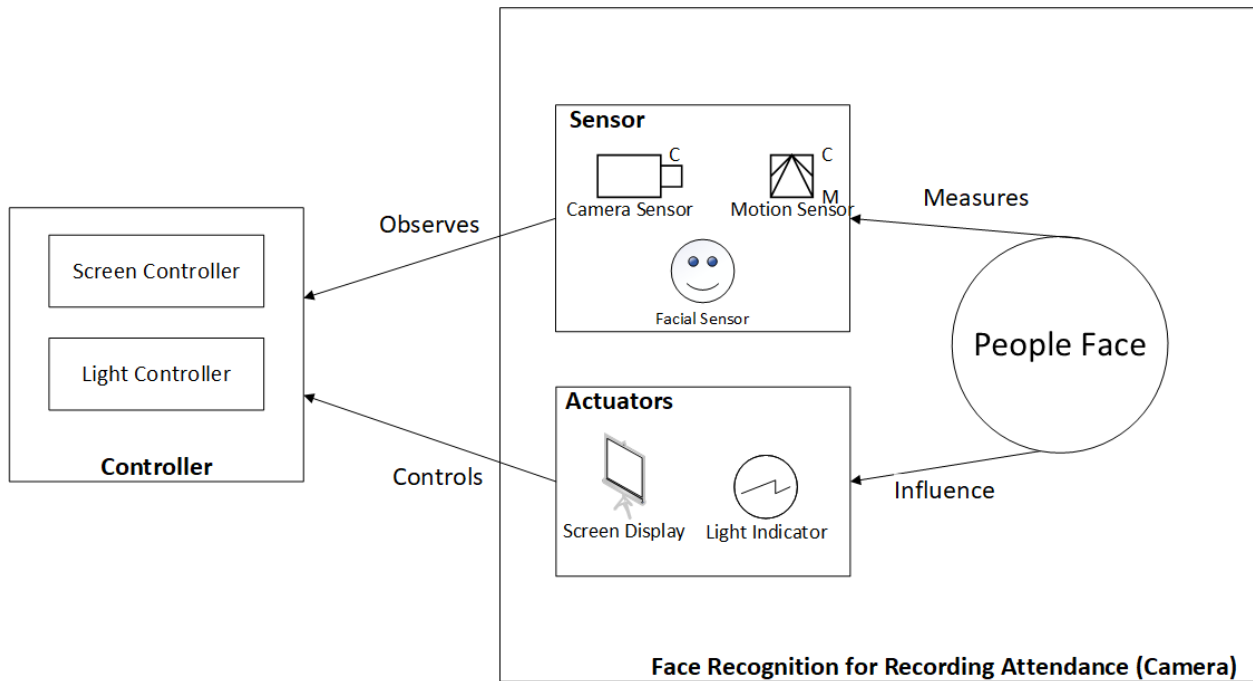 Sensor
C
C
M
Camera Sensor
Motion Sensor
Measures
Observes
Screen Controller
Facial Sensor
People Face
Light Controller
Actuators
Controller
Controls
Influence
Screen Display
Light Indicator
Face Recognition for Recording Attendance (Camera)